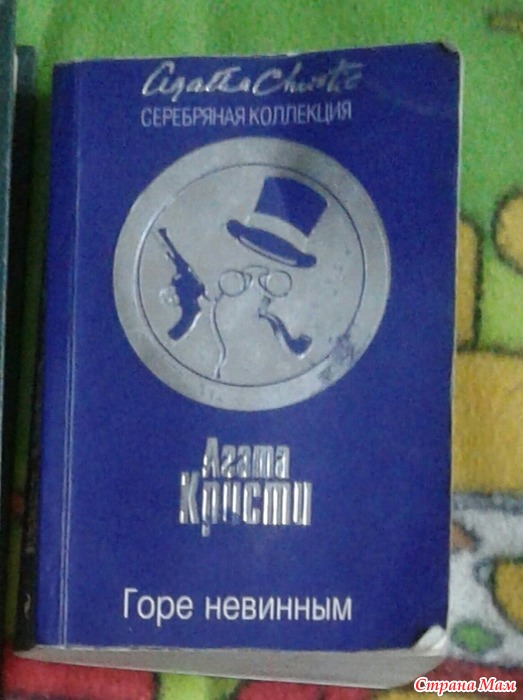 Agatha Christie
СЕРЕБРЯНАЯ КОЛЛЕКЦИЯ
Агата
Кристи
Горе невинным
Страна Мам